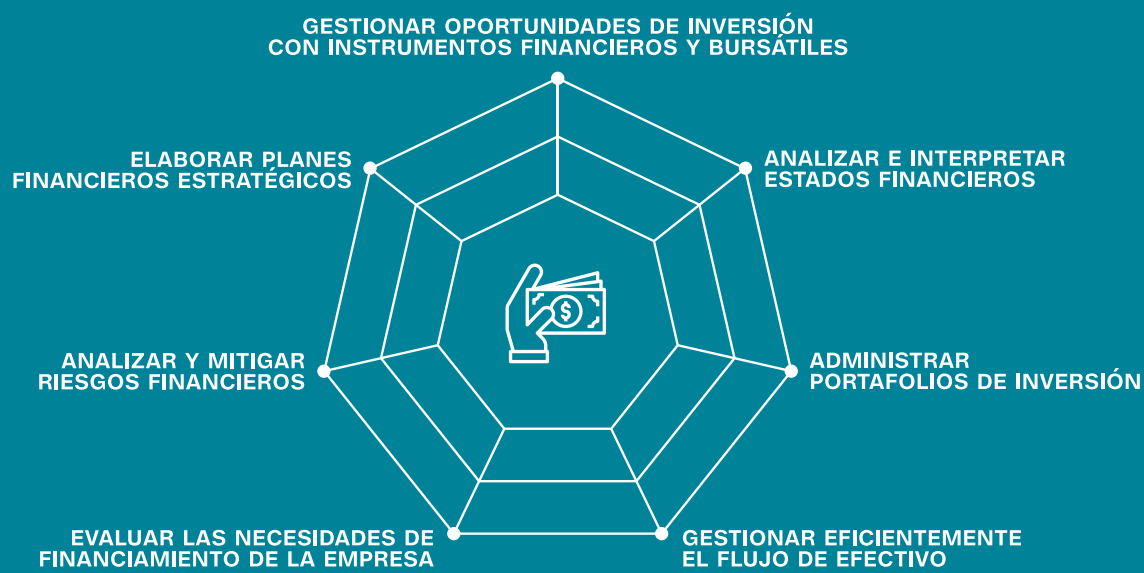 GESTIONAR OPORTUNIDADES DE INVERSIÓN
CON INSTRUMENTOS FINANCIEROS Y BURSÁTILES
ELABORAR PLANES
FINANCIEROS ESTRATÉGICOS
ANALIZAR E INTERPRETAR
ESTADOS FINANCIEROS
ANALIZAR Y MITIGAR
RIESGOS FINANCIEROS
ADMINISTRAR
PORTAFOLIOS DE INVERSIÓN
EVALUAR LAS NECESIDADES DE
FINANCIAMIENTO DE LA EMPRESA
GESTIONAR EFICIENTEMENTE
EL FLUJO DE EFECTIVO
$